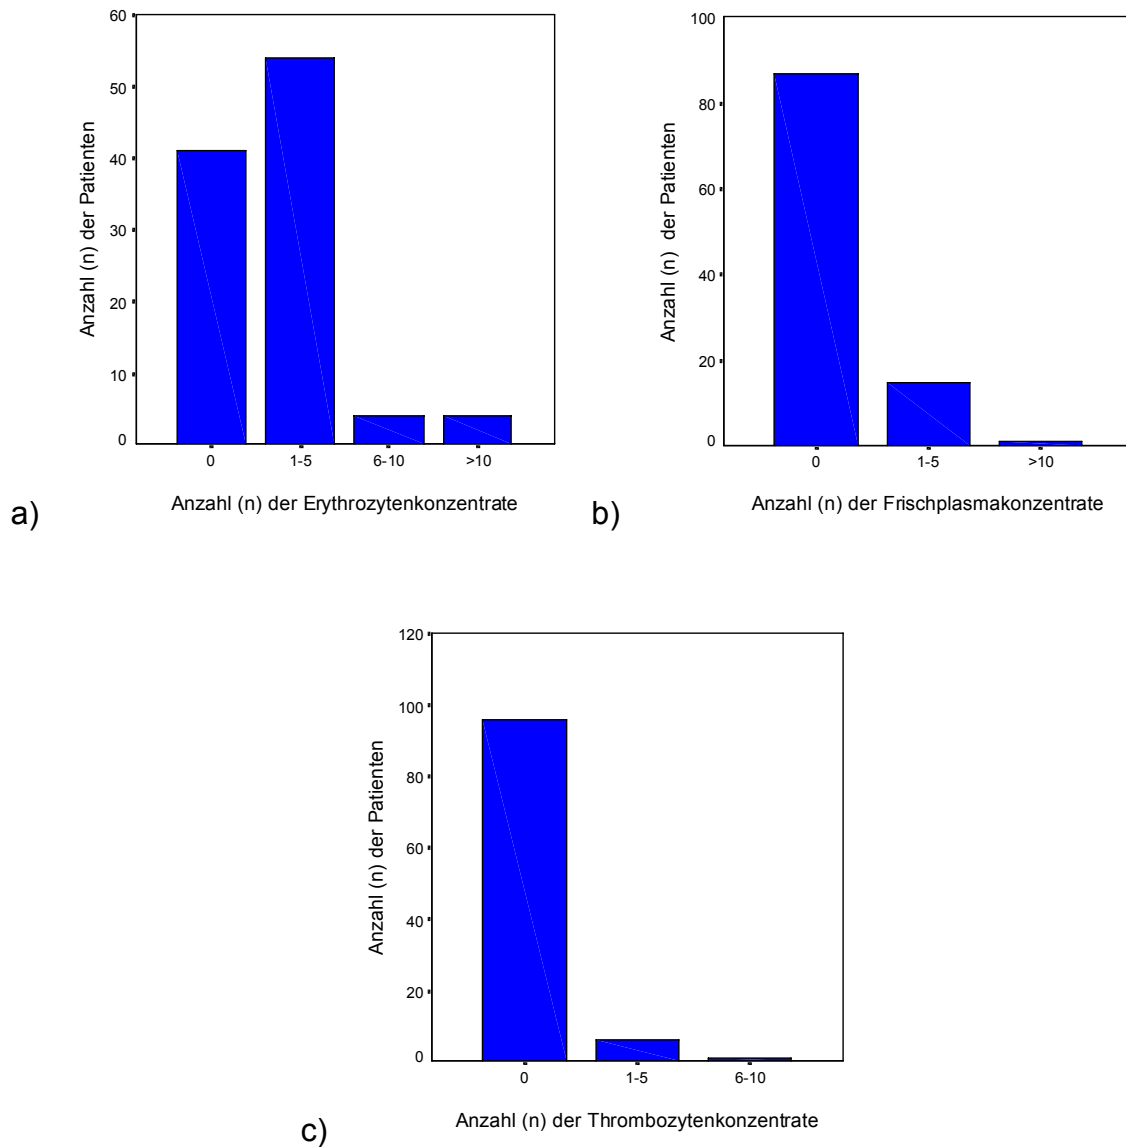 60
50
40
30
20
10
0
Anzahl (n) der Patienten
0 1-5 6-10 >10
Anzahl (n) der Erythrozytenkonzentrate
a)
100
80
60
40
20
0
Anzahl (n) der Patienten
0 1-5 >10
Anzahl (n) der Frischplasmakonzentrate
b)
120
100
80
60
40
20
0
Anzahl (n) der Patienten
0 1-5 6-10
Anzahl (n) der Thrombozytenkonzentrate
c)